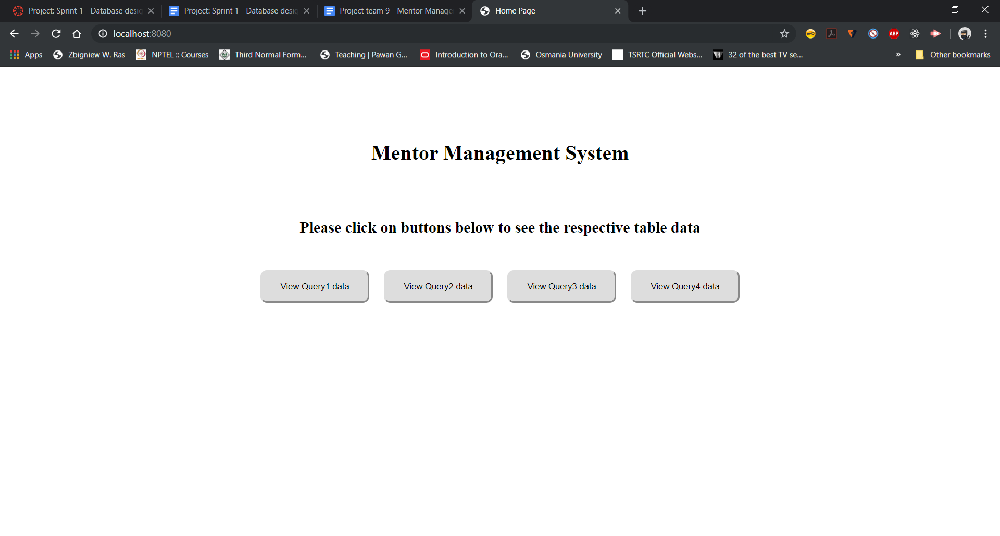 Project: Sprint 1 - Database desig
Project: Sprint 1 - Database desig
Project team 9 - Mentor Manage
Home Page
localhost:8080
Apps
Zbigniew W. Ras
NPTEL :: Courses
Third Normal Form...
Teaching | Pawan G...
Introduction to Ora...
Osmania University
TSRTC Official Webs...
32 of the best TV se...
»
Other bookmarks
ABP
Mentor Management System
Please click on buttons below to see the respective table data
View Query1 data
View Query2 data
View Query3 data
View Query4 data